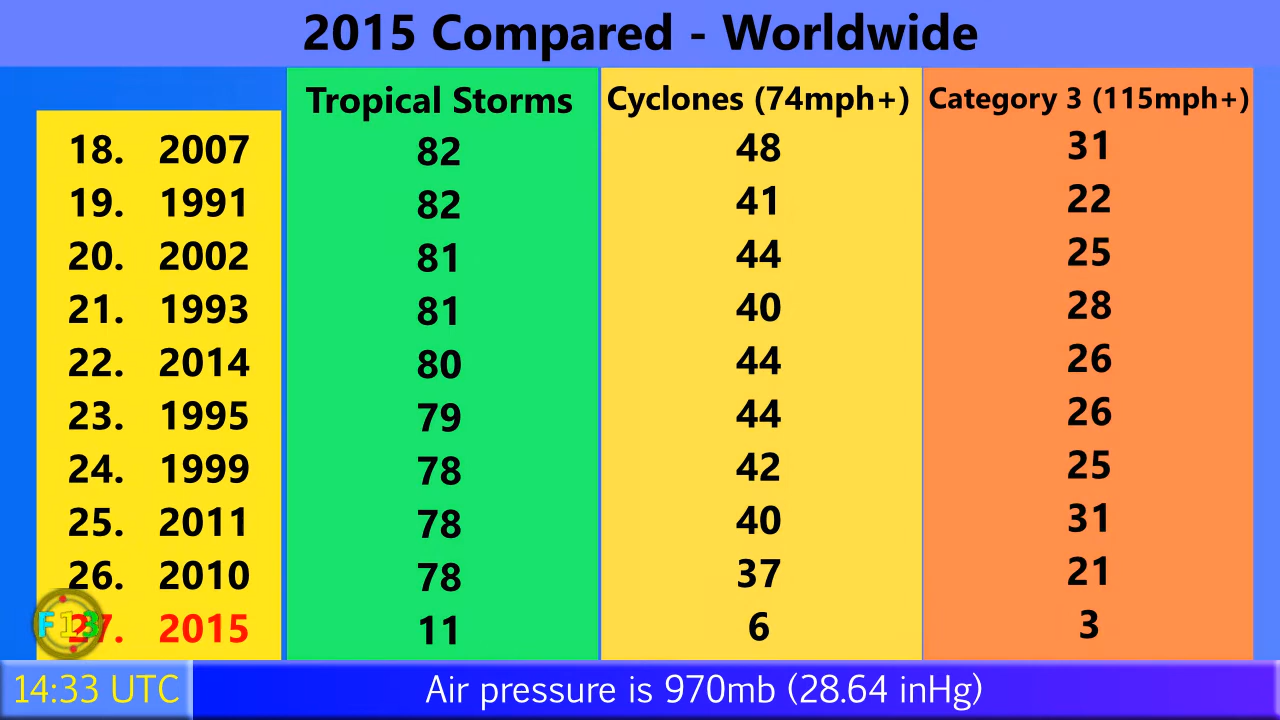 2015 Compared - Worldwide
Tropical Storms Cyclones (74mph+) Category 3 (115mph+)
18. 2007 82 48 31
19. 1991 82 41 22
20. 2002 81 44 25
21. 1993 81 40 28
22. 2014 80 44 26
23. 1995 79 44 26
24. 1999 78 42 25
25. 2011 78 40 31
26. 2010 78 37 21
27. 2015 11 6 3
F13
14:33 UTC Air pressure is 970mb (28.64 inHg)